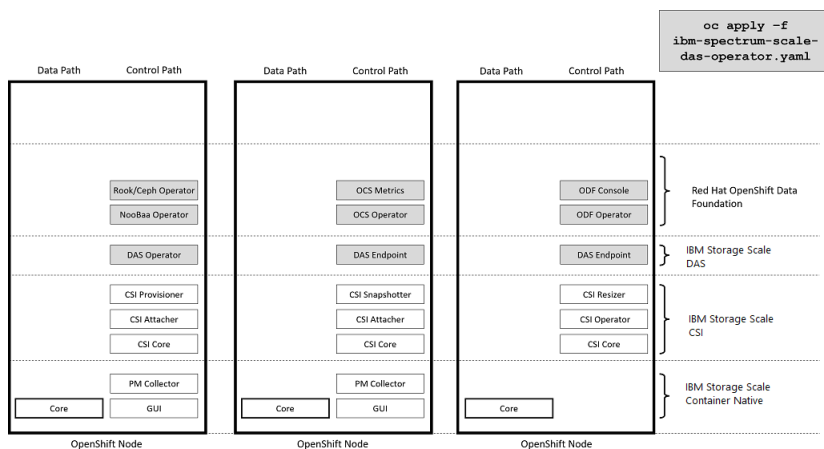 oc apply –f
ibm-spectrum-scale-
das-operator.yaml
Data Path Control Path Data Path Control Path Data Path Control Path
Rook/Ceph Operator OCS Metrics ODF Console
Red Hat OpenShift Data
Foundation
NooBaa Operator OCS Operator ODF Operator
DAS Operator DAS Endpoint DAS Endpoint
IBM Storage Scale
DAS
CSI Provisioner CSI Snapshotter CSI Resizer
CSI Attacher CSI Attacher CSI Operator
IBM Storage Scale
CSI
CSI Core CSI Core CSI Core
PM Collector PM Collector
IBM Storage Scale
Container Native
Core GUI Core GUI Core
OpenShift Node OpenShift Node OpenShift Node